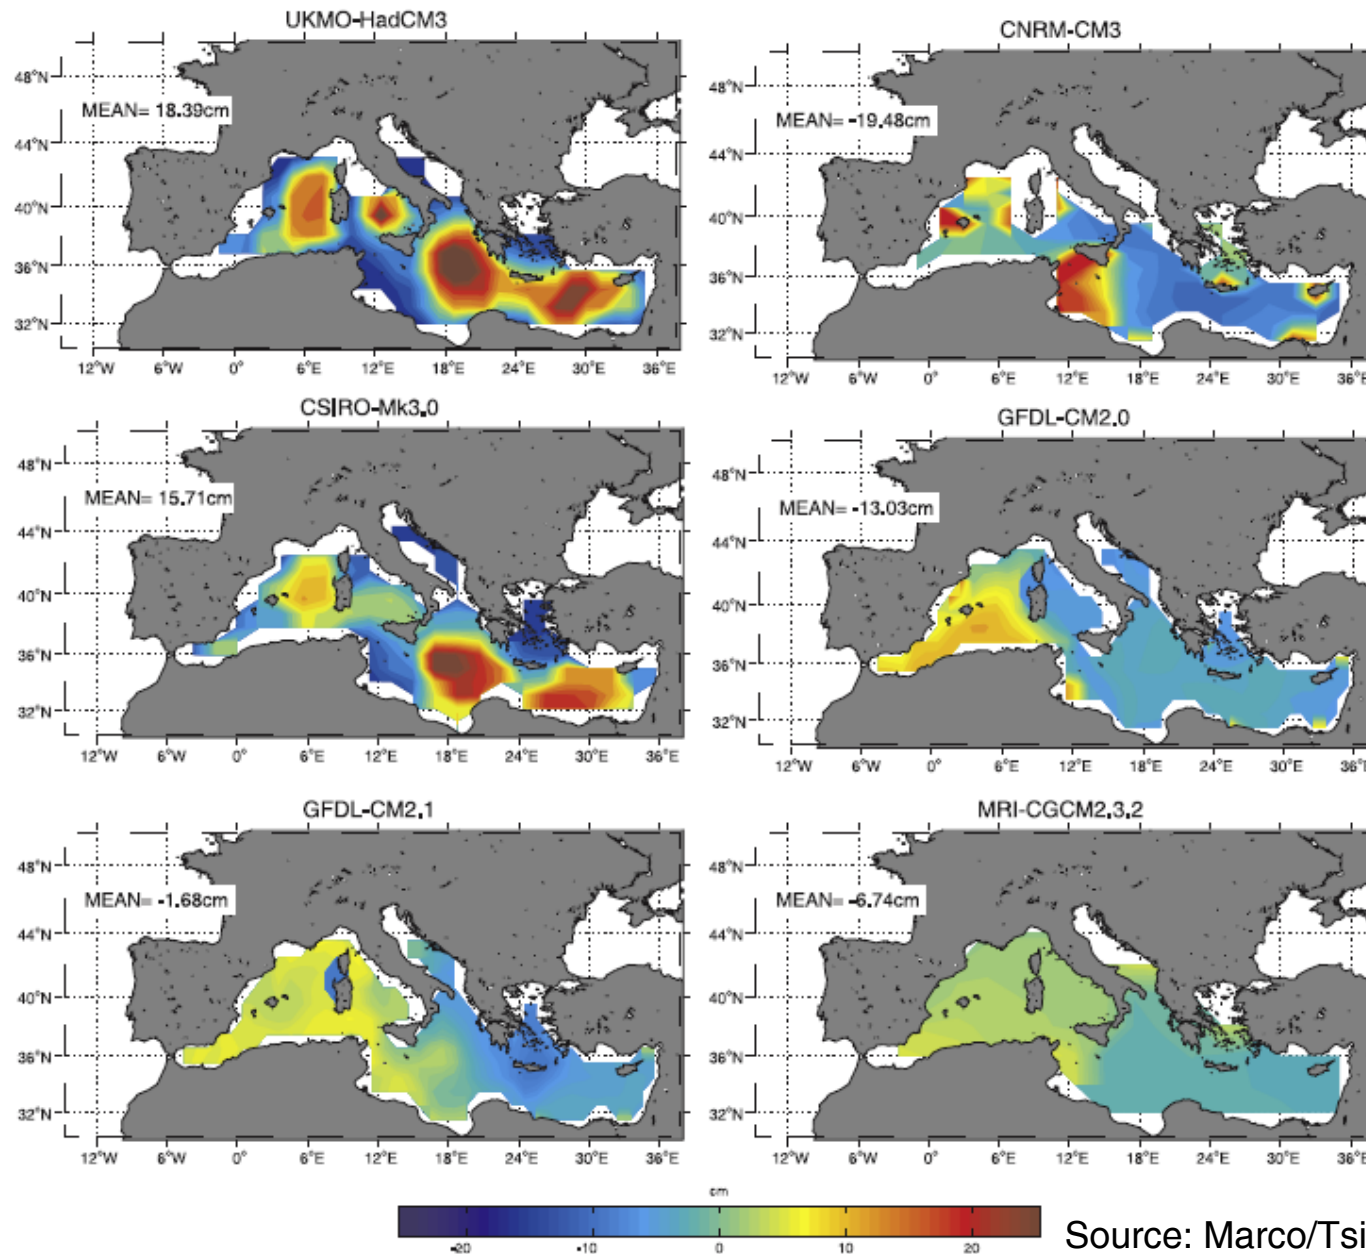 UKMO-HadCM3
48°N
MEAN= 18.39cm
44°N
40°N
36°N
32°N
12°W 6°W 0° 6°E 12°E 18°E 24°E 30°E 36°E
CNRM-CM3
48°N
MEAN= -19.48cm
44°N
40°N
36°N
32°N
12°W 6°W 0° 6°E 12°E 18°E 24°E 30°E 36°E
CSIRO-Mk3.0
48°N
MEAN= 15.71cm
44°N
40°N
36°N
32°N
12°W 6°W 0° 6°E 12°E 18°E 24°E 30°E 36°E
GFDL-CM2.0
48°N
MEAN= -13.03cm
44°N
40°N
36°N
32°N
12°W 6°W 0° 6°E 12°E 18°E 24°E 30°E 36°E
GFDL-CM2.1
48°N
MEAN= -1.68cm
44°N
40°N
36°N
32°N
12°W 6°W 0° 6°E 12°E 18°E 24°E 30°E 36°E
MRI-CGCM2.3.2
48°N
MEAN= -6.74cm
44°N
40°N
36°N
32°N
12°W 6°W 0° 6°E 12°E 18°E 24°E 30°E 36°E
cm
-20 -10 0 10 20
Source: Marco/Tsi